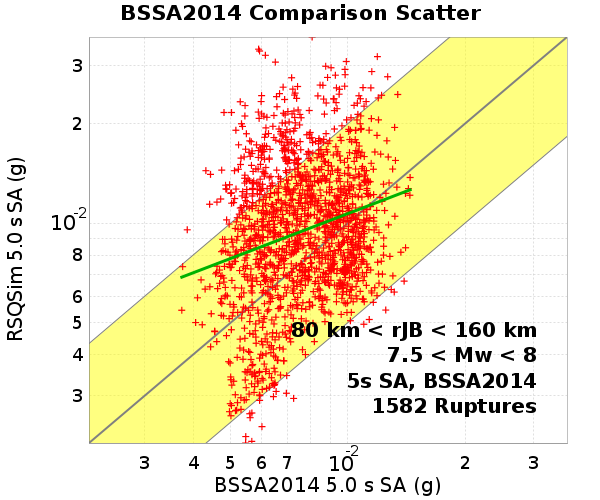 BSSA2014 Comparison Scatter
RSQSim 5.0 s SA (g)
3
2
10-2
8
6
5
4
3
80 km < rJB < 160 km
7.5 < Mw < 8
5s SA, BSSA2014
1582 Ruptures
3 4 5 6 7 10-2 2 3
BSSA2014 5.0 s SA (g)